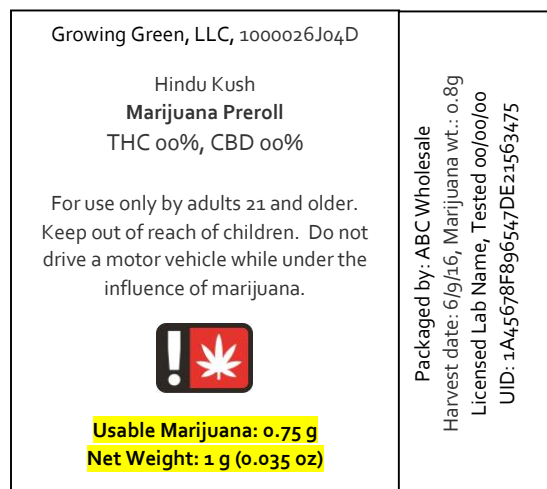 Growing Green, LLC, 1000026J04D
Hindu Kush
Marijuana Preroll
THC 00%, CBD 00%
For use only by adults 21 and older.
Keep out of reach of children. Do not
drive a motor vehicle while under the
influence of marijuana.
!
Usable Marijuana: 0.75 g
Net Weight: 1 g (0.035 oz)
Packaged by: ABC Wholesale
Harvest date: 6/9/16, Marijuana wt.: 0.8g
Licensed Lab Name, Tested 00/00/00
UID: 1A45678F896547DE21563475